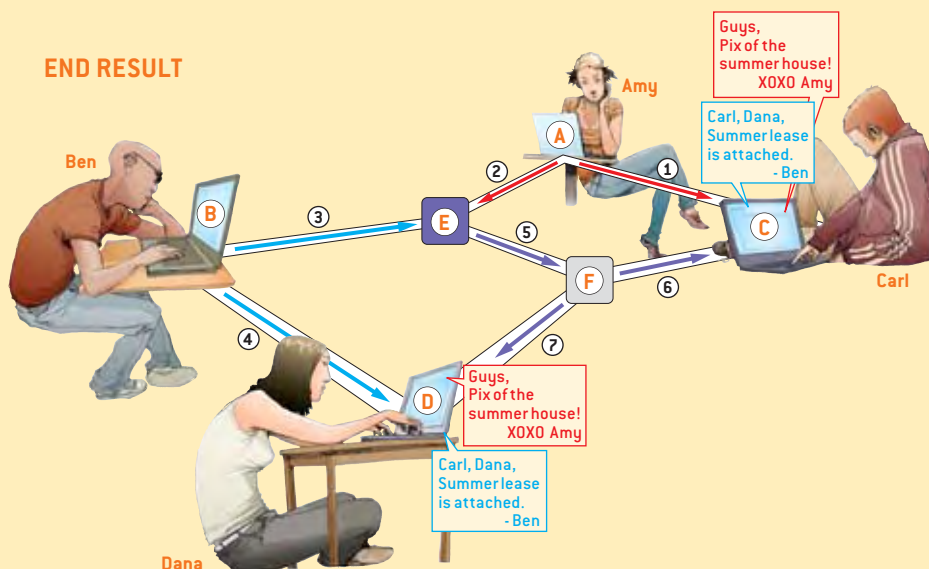 END RESULT
Amy
Guys,
Pix of the
summer house!
XOXO Amy
Carl, Dana,
Summer lease
is attached.
- Ben
Ben
A
2
1
B
3
E
C
5
F
6
Carl
4
7
D
Guys,
Pix of the
summer house!
XOXO Amy
Carl, Dana,
Summer lease
is attached.
- Ben
Dana